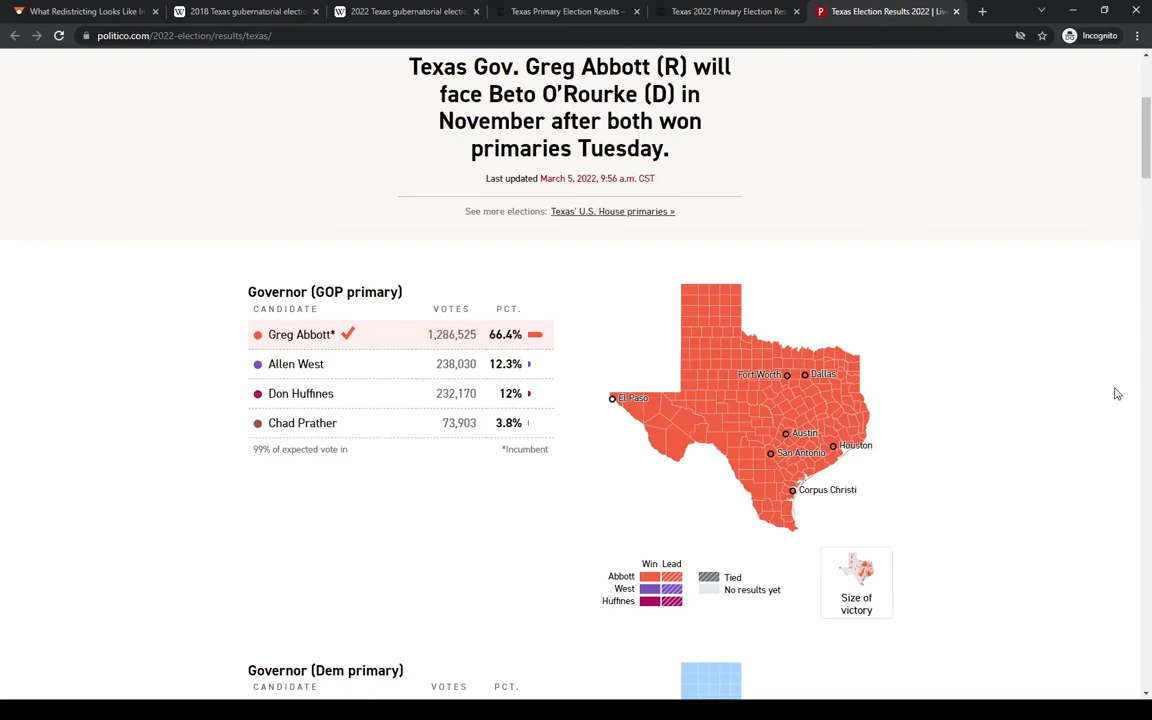 What Redistricting Looks Like In
2018 Texas gubernatorial electi
2022 Texas gubernatorial electi
Texas Primary Election Results –
Texas 2022 Primary Election Res
Texas Election Results 2022 | Live
politico.com/2022-election/results/texas/
Incognito
Texas Gov. Greg Abbott (R) will
face Beto O'Rourke (D) in
November after both won
primaries Tuesday.
Last updated March 5, 2022, 9:56 a.m. CST
See more elections: Texas' U.S. House primaries »
Governor (GOP primary)
CANDIDATE VOTES PCT.
Greg Abbott* 1,286,525 66.4%
Allen West 238,030 12.3%
Don Huffines 232,170 12%
Chad Prather 73,903 3.8%
99% of expected vote in *Incumbent
Fort Worth Dallas
El Paso
Austin
Houston
San Antonio
Corpus Christi
Win Lead
Abbott
West
Huffines
Tied
No results yet
Size of
victory
Governor (Dem primary)
CANDIDATE VOTES PCT.